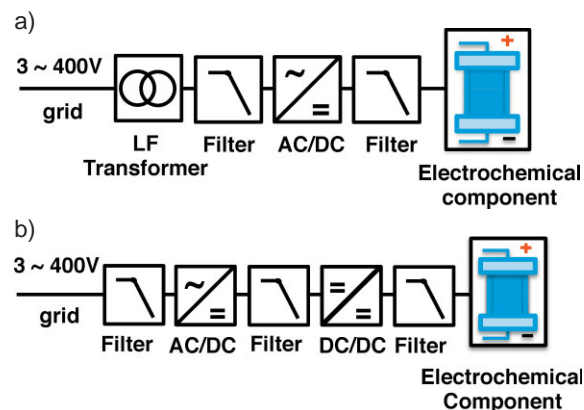 a)
3 ~ 400V
grid
LF
Transformer
Filter
AC/DC
Filter
~
=
+
-
Electrochemical
component
b)
3 ~ 400V
grid
Filter
AC/DC
Filter
DC/DC
Filter
~
=
=
=
+
-
Electrochemical
Component